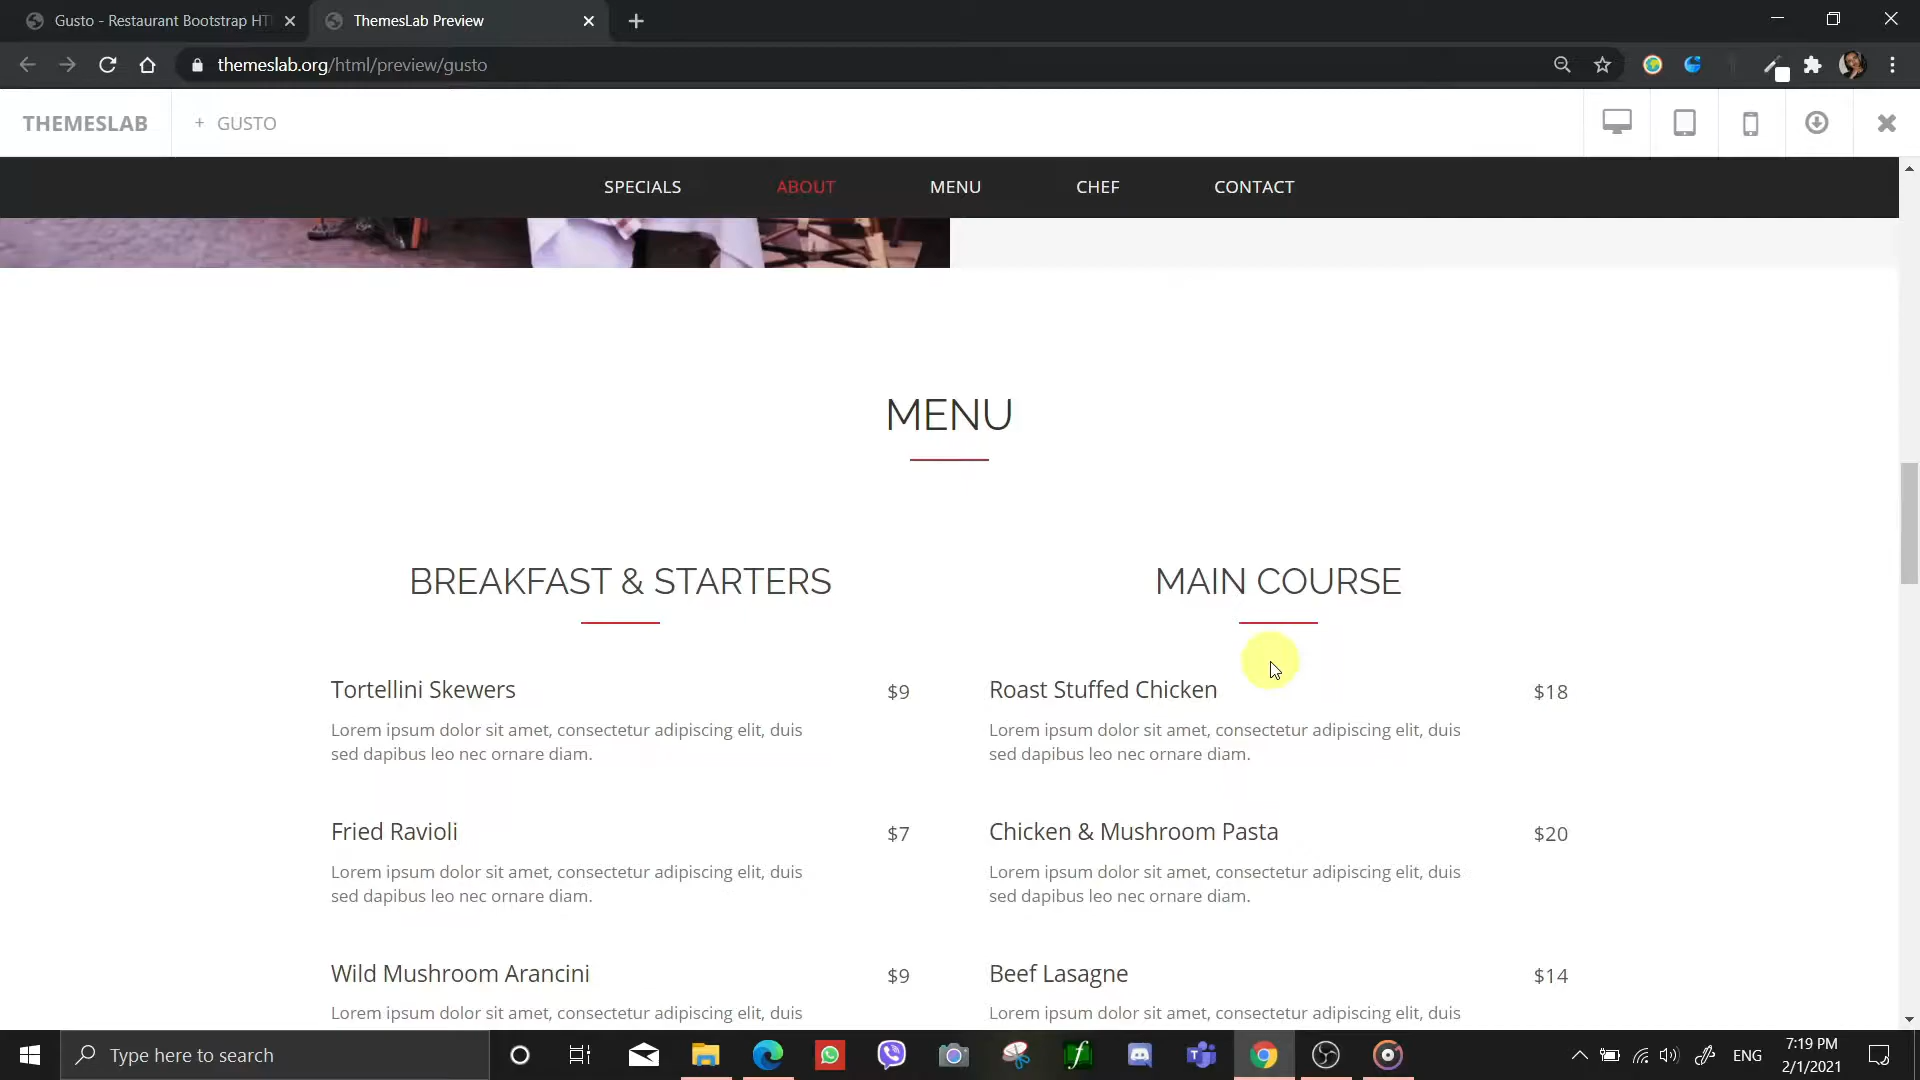 Gusto - Restaurant Bootstrap HT
ThemesLab Preview
themeslab.org/html/preview/gusto
THEMESLAB
+ GUSTO
SPECIALS
ABOUT
MENU
CHEF
CONTACT
MENU
BREAKFAST & STARTERS
Tortellini Skewers
$9
Lorem ipsum dolor sit amet, consectetur adipiscing elit, duis
sed dapibus leo nec ornare diam.
Fried Ravioli
$7
Lorem ipsum dolor sit amet, consectetur adipiscing elit, duis
sed dapibus leo nec ornare diam.
Wild Mushroom Arancini
$9
Lorem ipsum dolor sit amet, consectetur adipiscing elit, duis
MAIN COURSE
Roast Stuffed Chicken
$18
Lorem ipsum dolor sit amet, consectetur adipiscing elit, duis
sed dapibus leo nec ornare diam.
Chicken & Mushroom Pasta
$20
Lorem ipsum dolor sit amet, consectetur adipiscing elit, duis
sed dapibus leo nec ornare diam.
Beef Lasagne
$14
Lorem ipsum dolor sit amet, consectetur adipiscing elit, duis
Type here to search
ENG
7:19 PM
2/1/2021